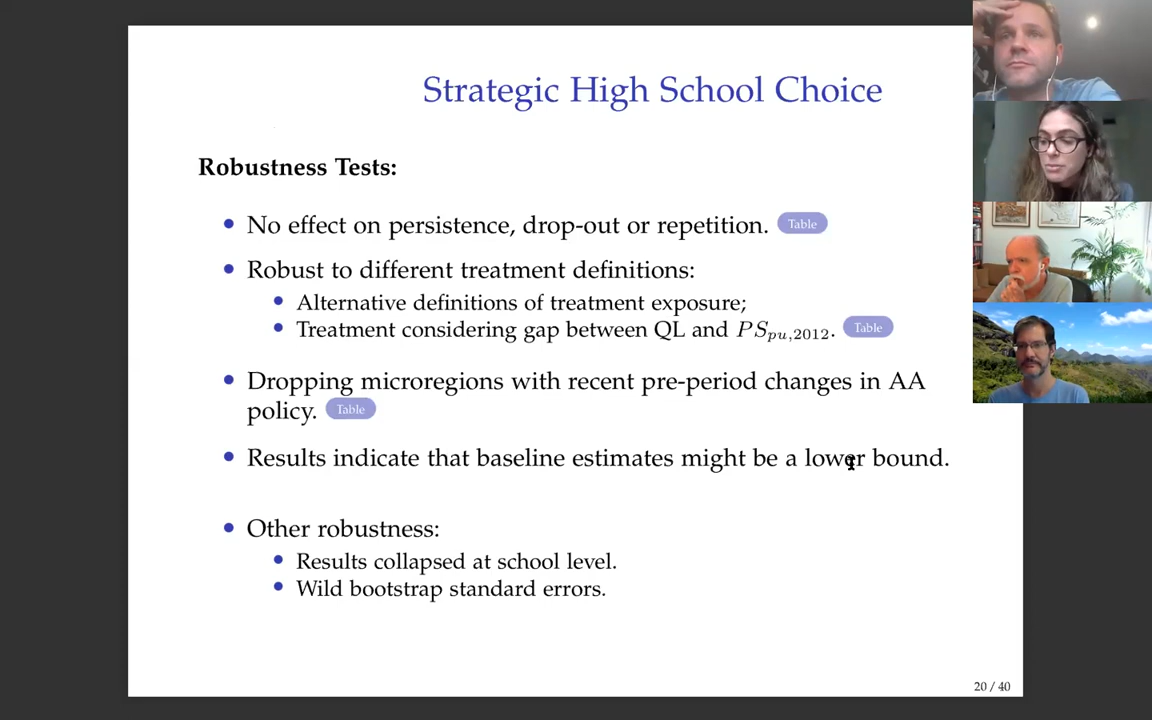 Strategic High School Choice
Robustness Tests:
• No effect on persistence, drop-out or repetition. Table
• Robust to different treatment definitions:
• Alternative definitions of treatment exposure;
• Treatment considering gap between QL and PS_{pu,2012}. Table
• Dropping microregions with recent pre-period changes in AA
policy. Table
• Results indicate that baseline estimates might be a lower bound.
• Other robustness:
• Results collapsed at school level.
• Wild bootstrap standard errors.
20 / 40